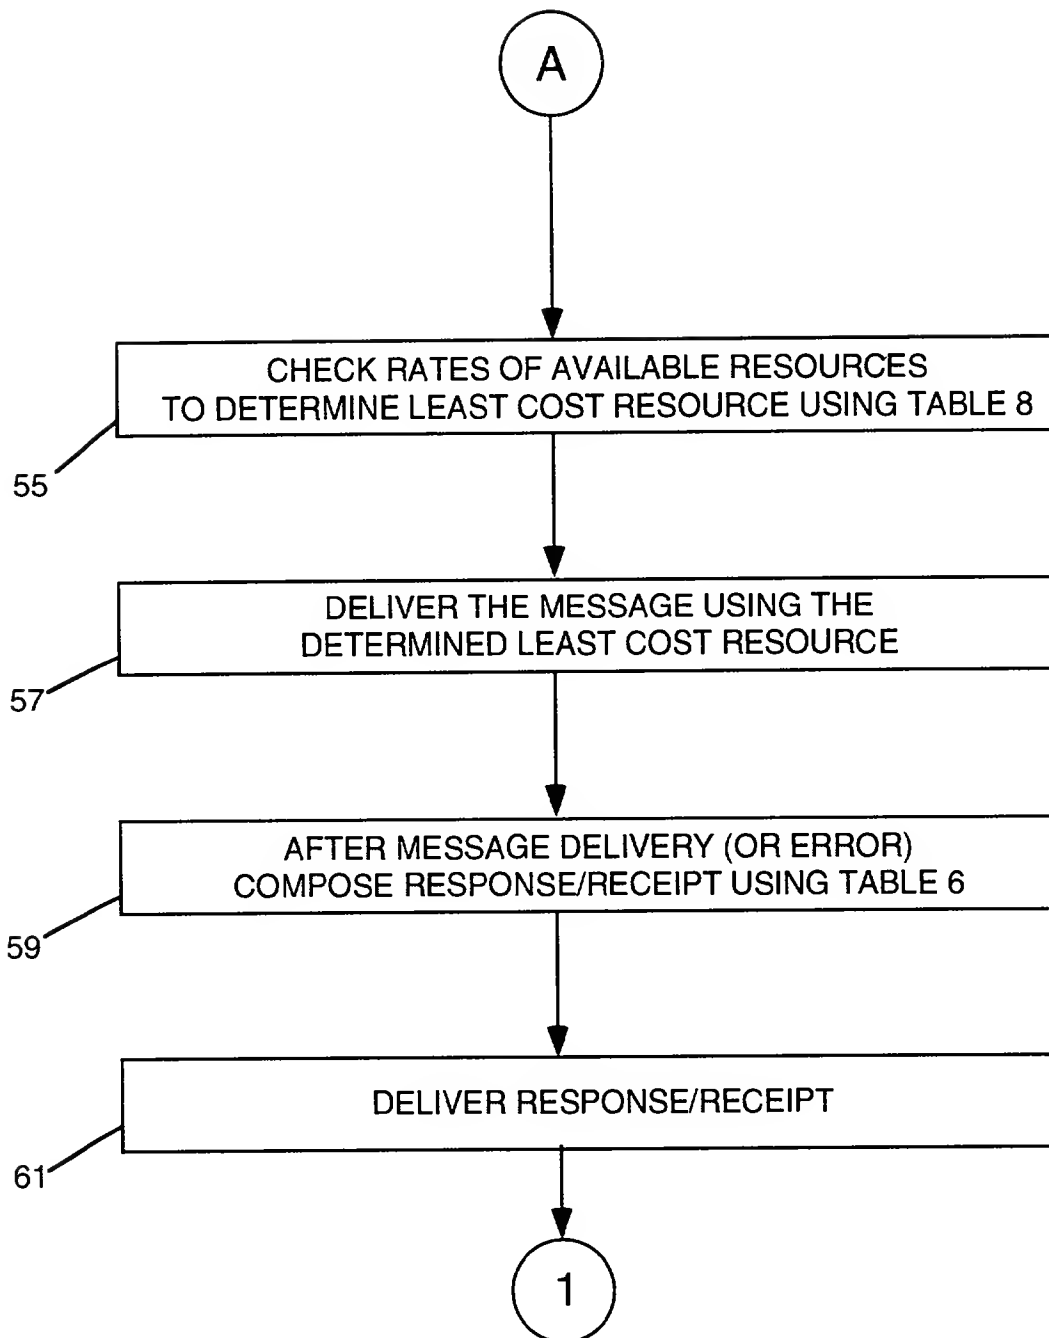 A
CHECK RATES OF AVAILABLE RESOURCES
TO DETERMINE LEAST COST RESOURCE USING TABLE 8
55
DELIVER THE MESSAGE USING THE
DETERMINED LEAST COST RESOURCE
57
AFTER MESSAGE DELIVERY (OR ERROR)
COMPOSE RESPONSE/RECEIPT USING TABLE 6
59
DELIVER RESPONSE/RECEIPT
61
1